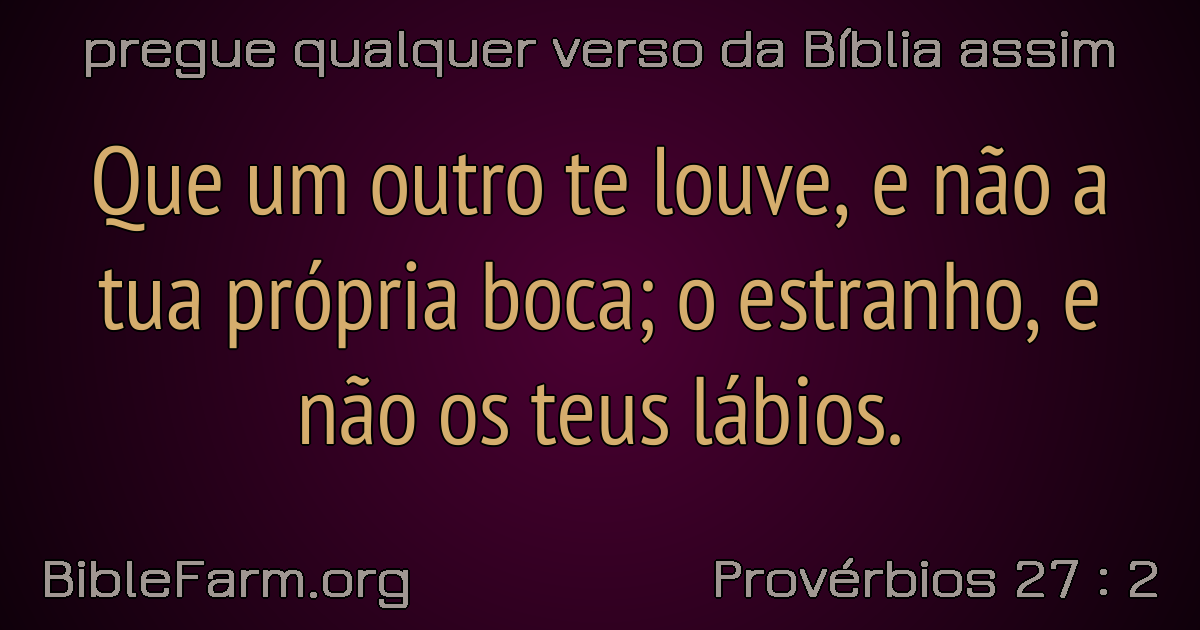 pregue qualquer verso da Bíblia assim
Que um outro te louve, e não a
tua própria boca; o estranho, e
não os teus lábios.
BibleFarm.org
Provérbios 27 : 2